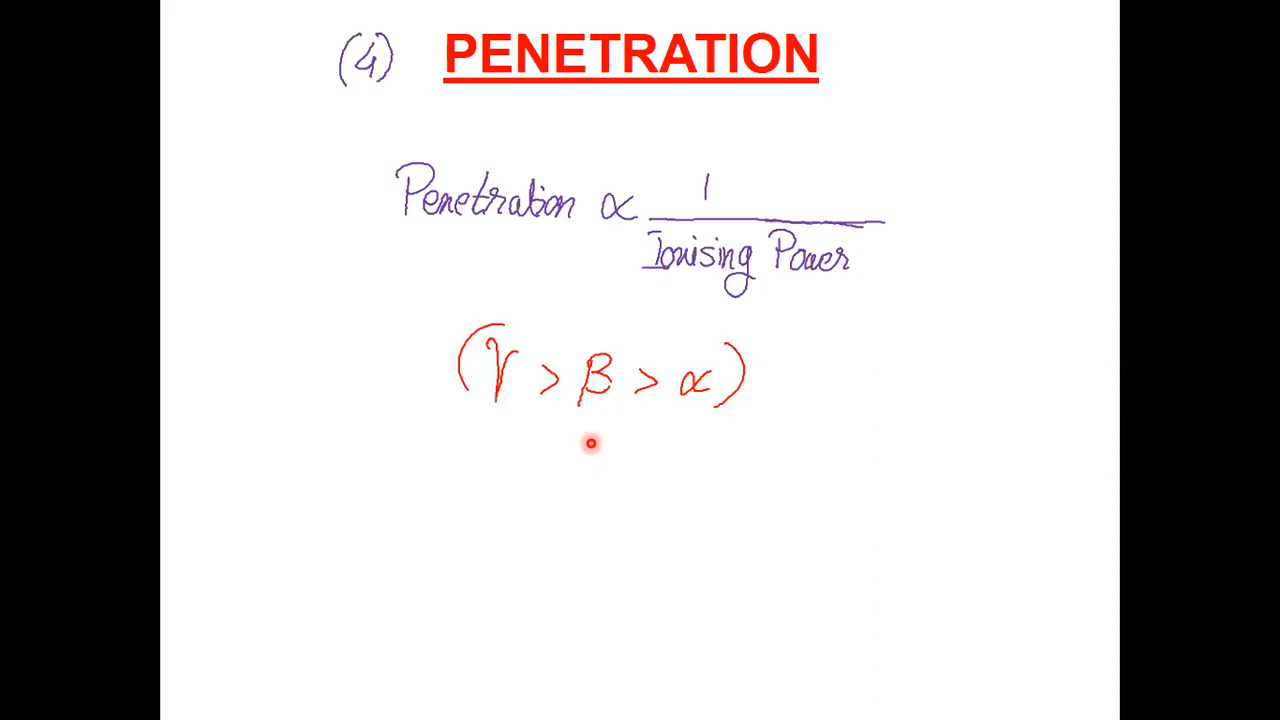 (4) PENETRATION
Penetration ∝ 1
Ionising Power
(γ > β > α)